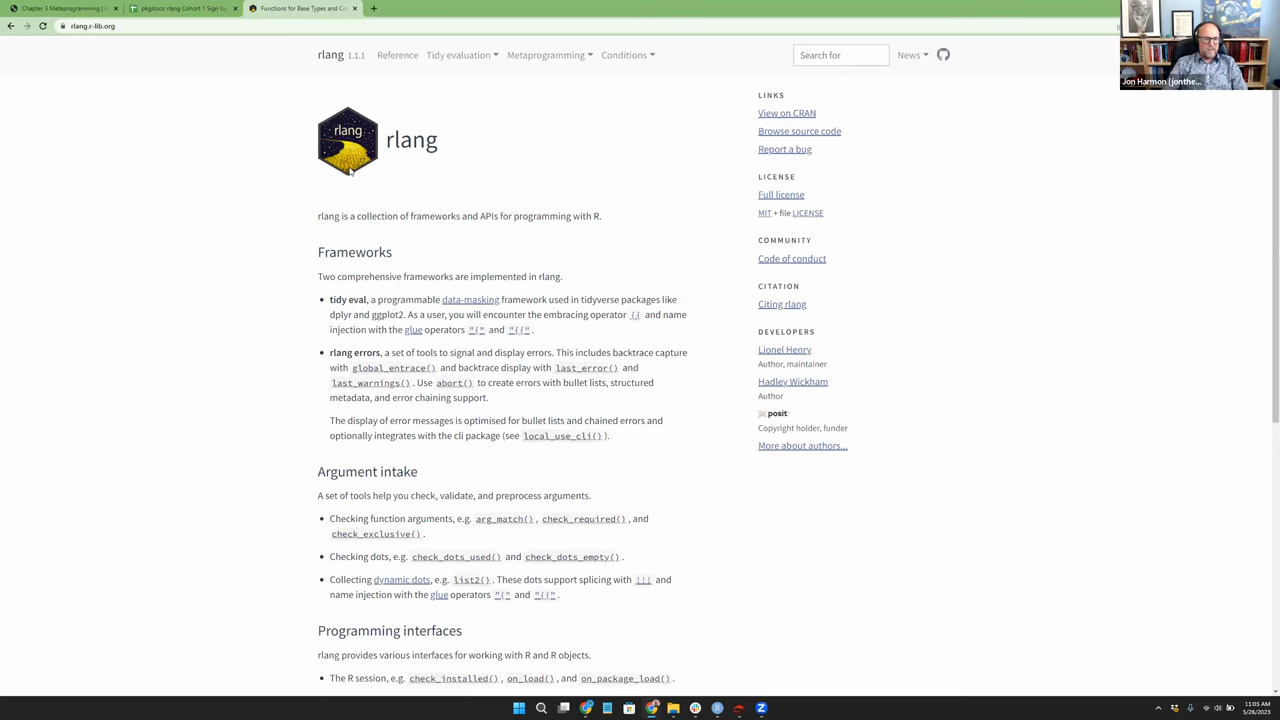 Chapter 3 Metaprogramming | r
pkgdocs: rlang Cohort 1 Sign U
Functions for Base Types and Co
rlang.r-lib.org
rlang 1.1.1 Reference Tidy evaluation Metaprogramming Conditions Search for News
Jon Harmon (jonthe...
rlang
rlang
rlang is a collection of frameworks and APIs for programming with R.
Frameworks
Two comprehensive frameworks are implemented in rlang.
tidy eval, a programmable data-masking framework used in tidyverse packages like
dplyr and ggplot2. As a user, you will encounter the embracing operator {{ and name
injection with the glue operators "{" and "{{".
rlang errors, a set of tools to signal and display errors. This includes backtrace capture
with global_entrace() and backtrace display with last_error() and
last_warnings(). Use abort() to create errors with bullet lists, structured
metadata, and error chaining support.
The display of error messages is optimised for bullet lists and chained errors and
optionally integrates with the cli package (see local_use_cli()).
Argument intake
A set of tools help you check, validate, and preprocess arguments.
Checking function arguments, e.g. arg_match(), check_required(), and
check_exclusive().
Checking dots, e.g. check_dots_used() and check_dots_empty().
Collecting dynamic dots, e.g. list2(). These dots support splicing with !!! and
name injection with the glue operators "{" and "{{".
Programming interfaces
rlang provides various interfaces for working with R and R objects.
The R session, e.g. check_installed(), on_load(), and on_package_load().
LINKS
View on CRAN
Browse source code
Report a bug
LICENSE
Full license
MIT + file LICENSE
COMMUNITY
Code of conduct
CITATION
Citing rlang
DEVELOPERS
Lionel Henry
Author, maintainer
Hadley Wickham
Author
posit
Copyright holder, funder
More about authors...
11:05 AM
5/26/2023